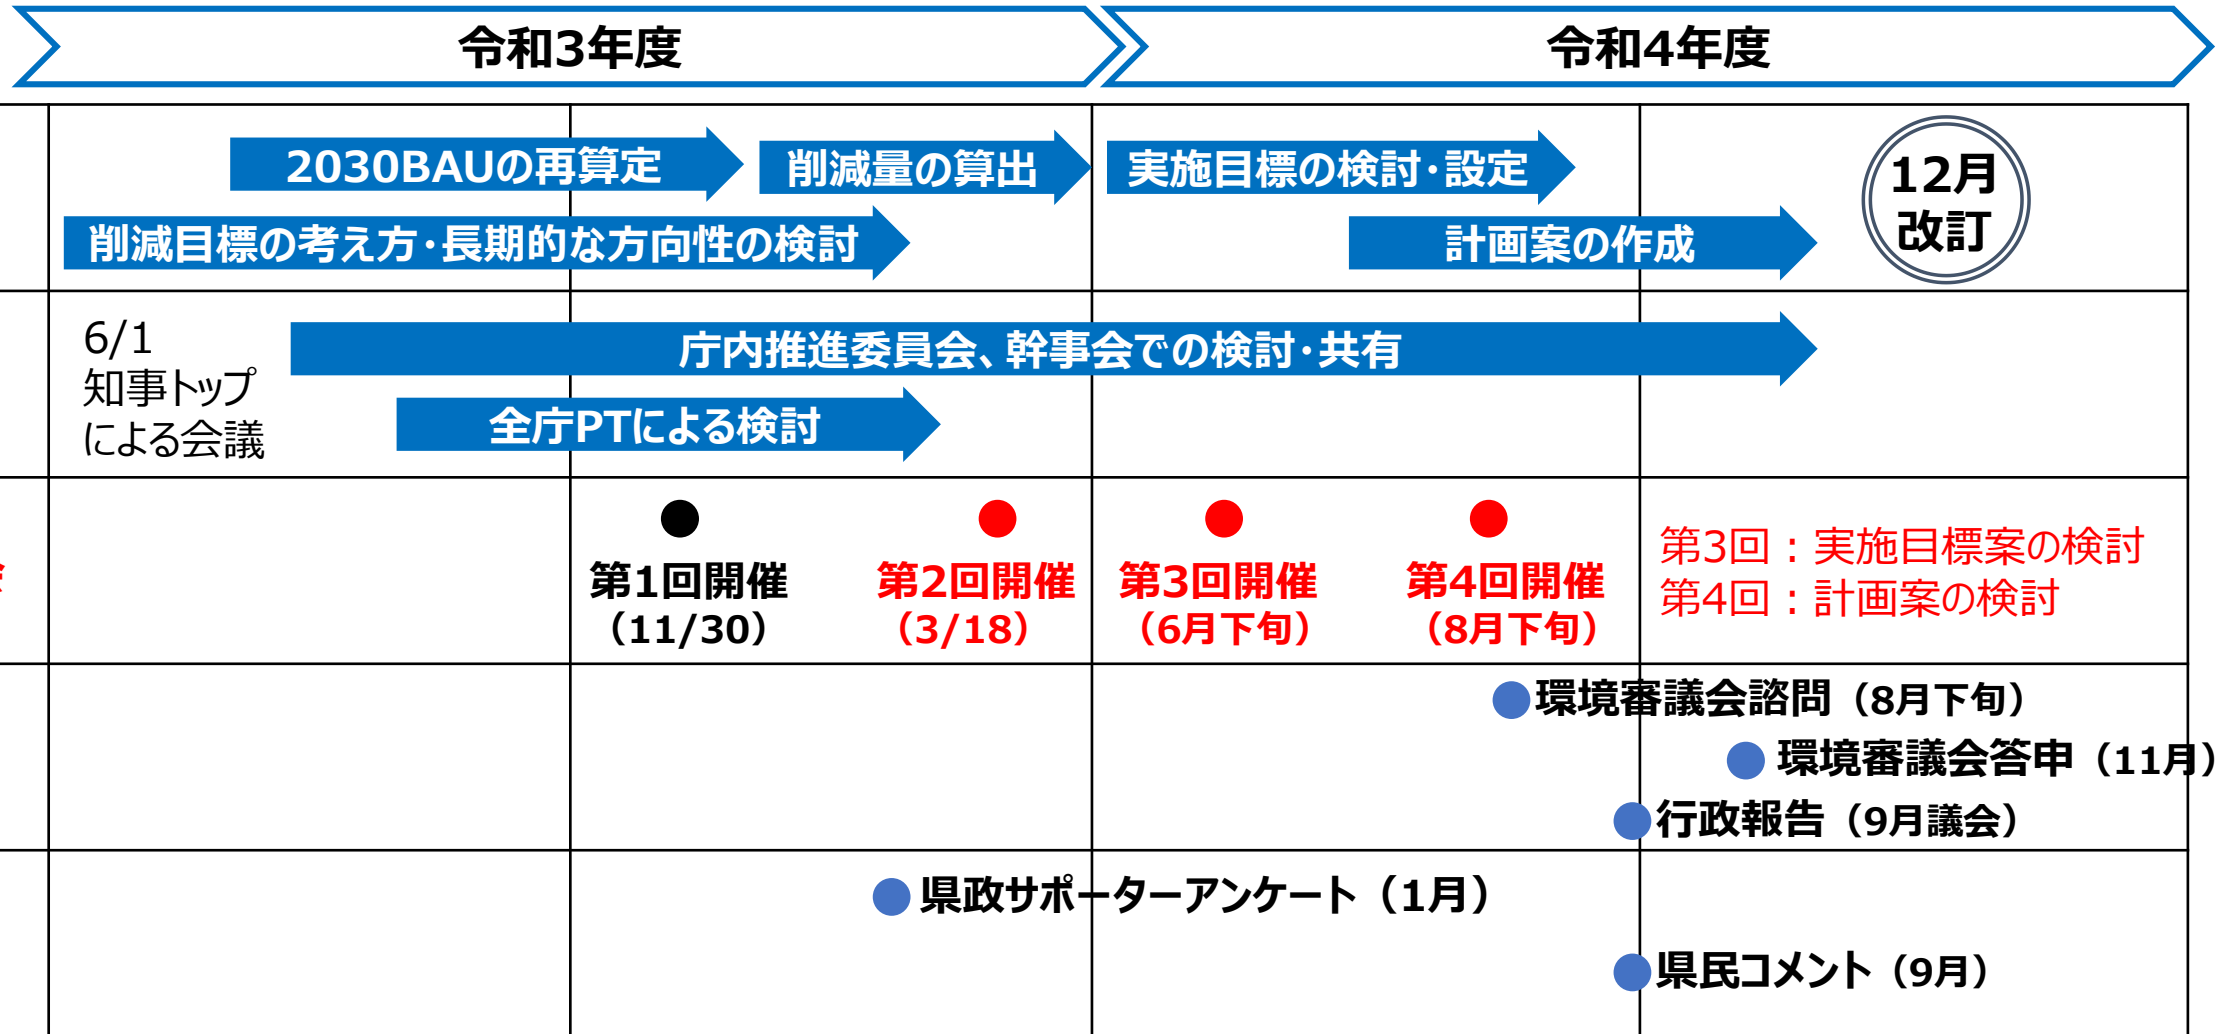 令和3年度
令和4年度
2030BAUの再算定
削減量の算出
実施目標の検討・設定
12月
改訂
削減目標の考え方・長期的な方向性の検討
計画案の作成
6/1
知事トップ
による会議
庁内推進委員会、幹事会での検討・共有
全庁PTによる検討
第1回開催
（11/30）
第2回開催
（3/18）
第3回開催
（6月下旬）
第4回開催
（8月下旬）
第3回：実施目標案の検討
第4回：計画案の検討
環境審議会諮問（8月下旬）
環境審議会答申（11月）
行政報告（9月議会）
県政サポーターアンケート（1月）
県民コメント（9月）